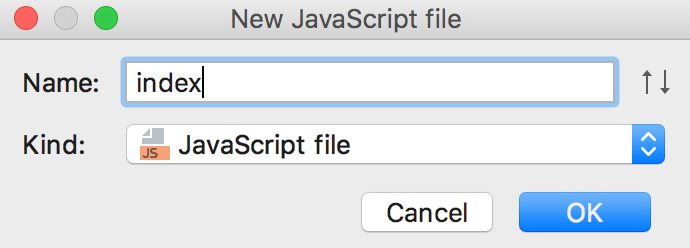 New JavaScript file
Name: index
Kind: JS JavaScript file
Cancel OK